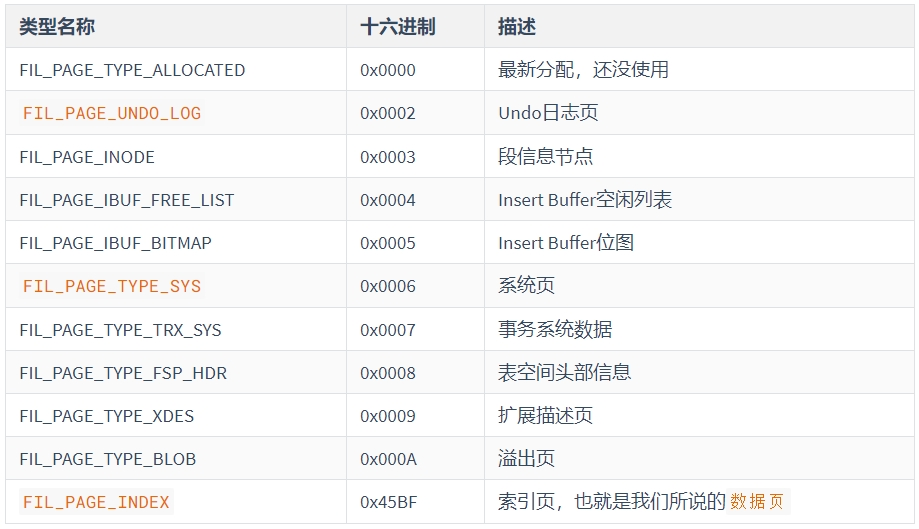 类型名称 十六进制 描述
FIL_PAGE_TYPE_ALLOCATED 0x0000 最新分配，还没使用
FIL_PAGE_UNDO_LOG 0x0002 Undo日志页
FIL_PAGE_INODE 0x0003 段信息节点
FIL_PAGE_IBUF_FREE_LIST 0x0004 Insert Buffer空闲列表
FIL_PAGE_IBUF_BITMAP 0x0005 Insert Buffer位图
FIL_PAGE_TYPE_SYS 0x0006 系统页
FIL_PAGE_TYPE_TRX_SYS 0x0007 事务系统数据
FIL_PAGE_TYPE_FSP_HDR 0x0008 表空间头部信息
FIL_PAGE_TYPE_XDES 0x0009 扩展描述页
FIL_PAGE_TYPE_BLOB 0x000A 溢出页
FIL_PAGE_INDEX 0x45BF 索引页，也就是我们所说的 数据页